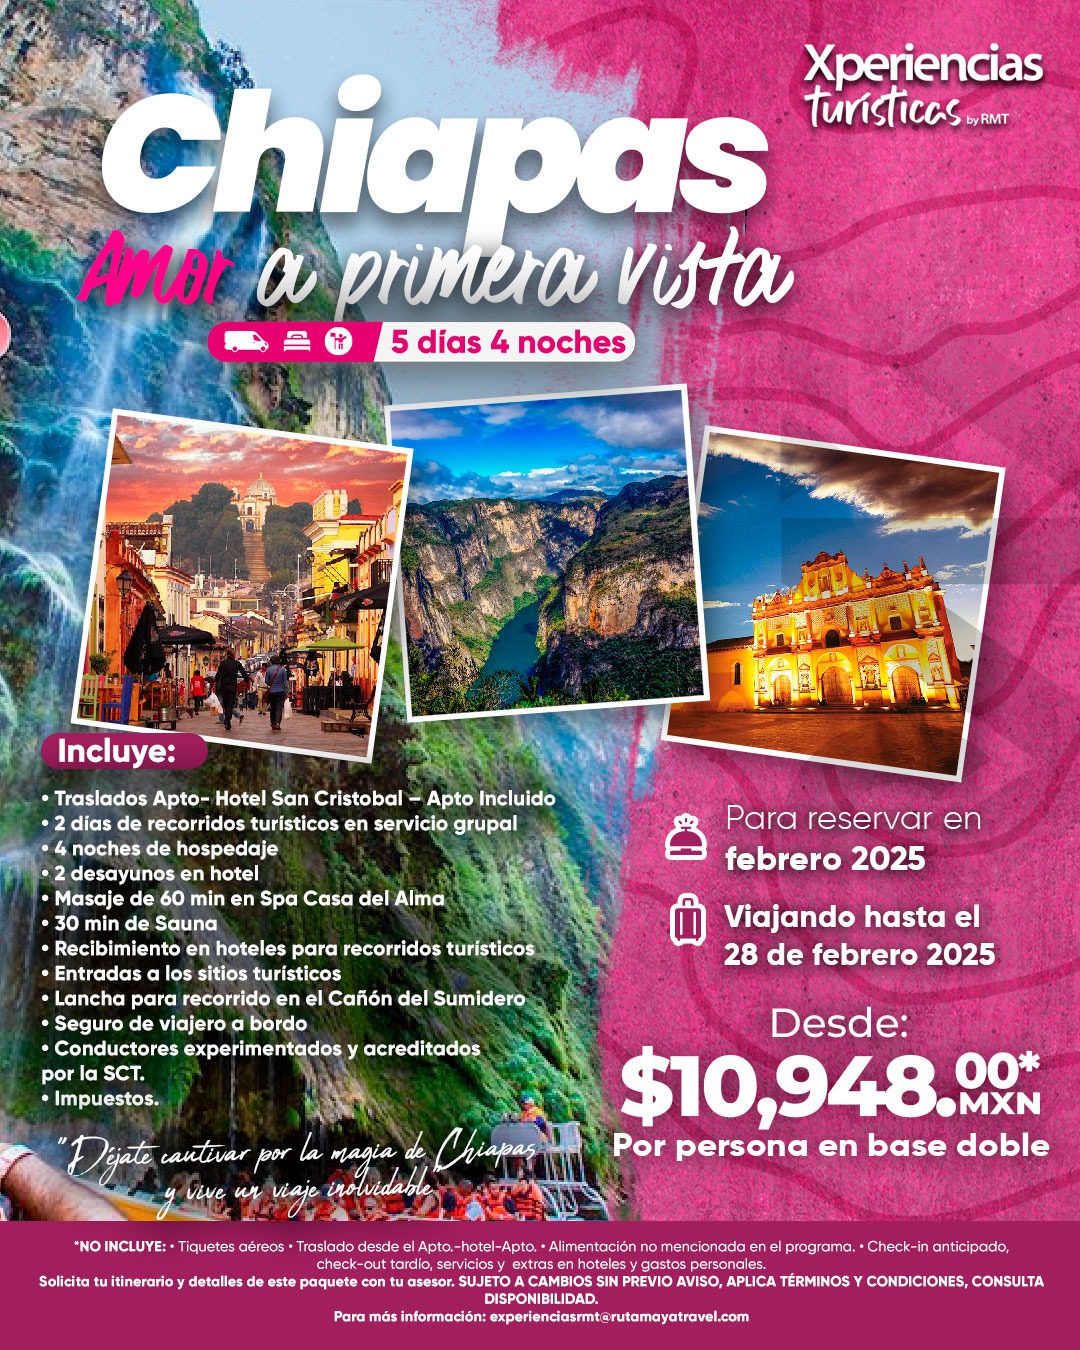 Xperiencias
turísticas by RMT
Chiapas
Amor a primera vista
5 días 4 noches
Incluye:
• Traslados Apto- Hotel San Cristobal – Apto Incluido
• 2 días de recorridos turísticos en servicio grupal
• 4 noches de hospedaje
• 2 desayunos en hotel
• Masaje de 60 min en Spa Casa del Alma
• 30 min de Sauna
• Recibimiento en hoteles para recorridos turísticos
• Entradas a los sitios turísticos
• Lancha para recorrido en el Cañón del Sumidero
• Seguro de viajero a bordo
• Conductores experimentados y acreditados
por la SCT.
• Impuestos.
"Déjate cautivar por la magia de Chiapas
y vive un viaje inolvidable"
Para reservar en
febrero 2025
Viajando hasta el
28 de febrero 2025
Desde:
$10,948.00*
MXN
Por persona en base doble
*NO INCLUYE: • Tiquetes aéreos • Traslado desde el Apto.-hotel-Apto. • Alimentación no mencionada en el programa. • Check-in anticipado,
check-out tardío, servicios y extras en hoteles y gastos personales.
Solicita tu itinerario y detalles de este paquete con tu asesor. SUJETO A CAMBIOS SIN PREVIO AVISO, APLICA TÉRMINOS Y CONDICIONES, CONSULTA
DISPONIBILIDAD.
Para más información: experienciasrmt@rutamayatravel.com